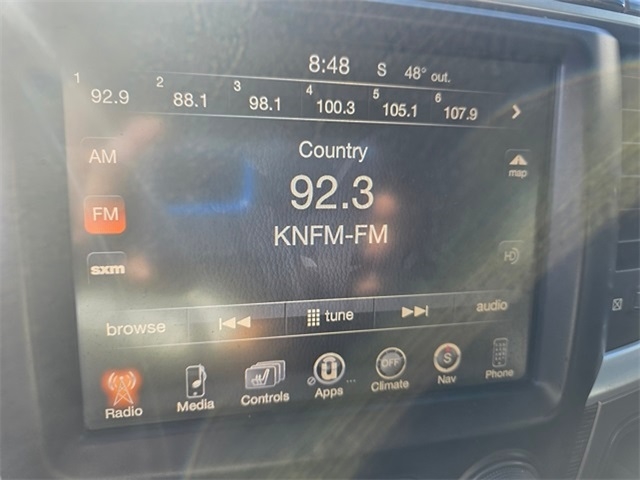 8:48 S 48° out.
1 92.9 2 88.1 3 98.1 4 100.3 5 105.1 6 107.9
AM
Country
map
FM
92.3
KNFM-FM
HD
sxm
browse tune audio
OFF S
Radio Media Controls Apps Climate Nav Phone